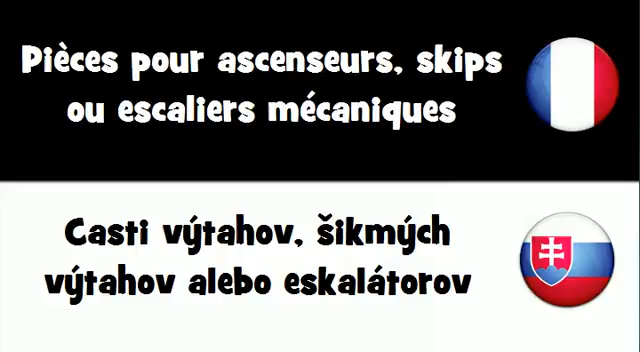 Pièces pour ascenseurs, skips
ou escaliers mécaniques
Casti výtahov, šikmých
výtahov alebo eskalátorov